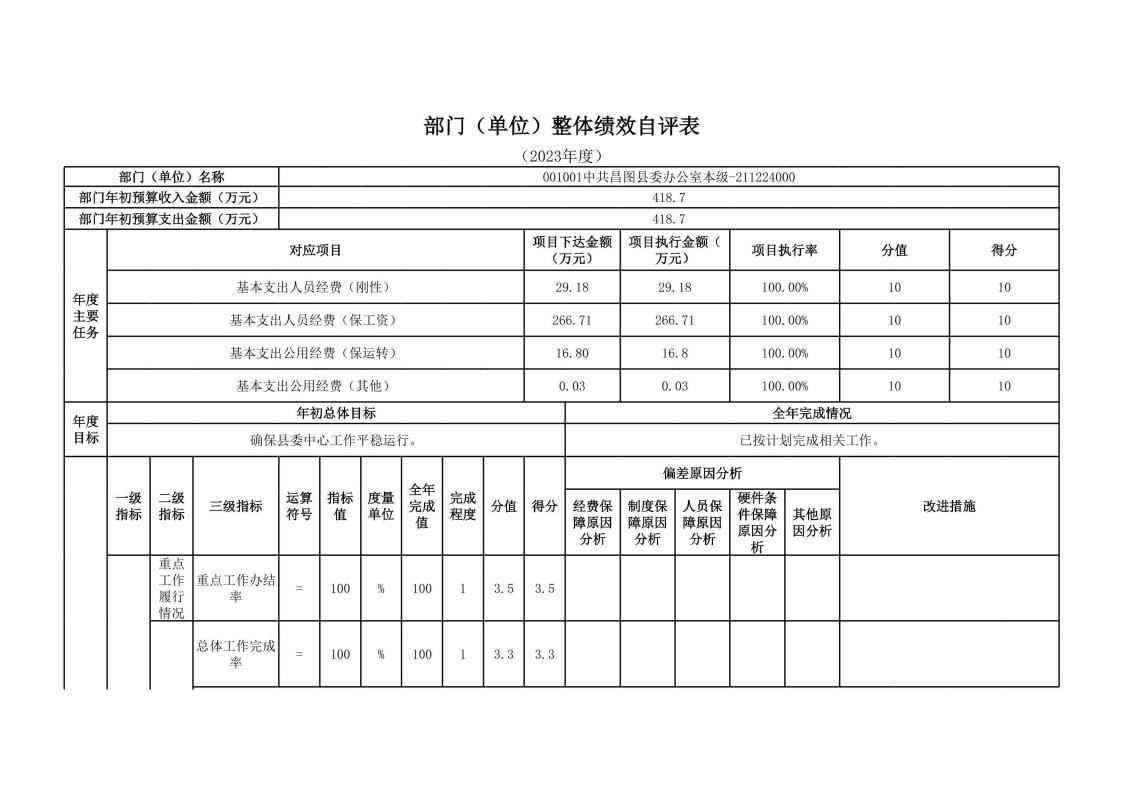 部门（单位）整体绩效自评表
（2023年度）
部门（单位）名称 001001中共昌图县委办公室本级-211224000
部门年初预算收入金额（万元） 418.7
部门年初预算支出金额（万元） 418.7
年度
主要
任务
对应项目 项目下达金额
（万元） 项目执行金额（
万元） 项目执行率 分值 得分
基本支出人员经费（刚性） 29.18 29.18 100.00% 10 10
基本支出人员经费（保工资） 266.71 266.71 100.00% 10 10
基本支出公用经费（保运转） 16.80 16.8 100.00% 10 10
基本支出公用经费（其他） 0.03 0.03 100.00% 10 10
年度
目标
年初总体目标 全年完成情况
确保县委中心工作平稳运行。 已按计划完成相关工作。
一级
指标
二级
指标
三级指标
运算
符号
指标
值
度量
单位
全年
完成
值
完成
程度
分值
得分
偏差原因分析
经费保
障原因
分析
制度保
障原因
分析
人员保
障原因
分析
硬件条
件保障
原因分
析
其他原
因分析
改进措施
重点
工作
履行
情况
重点工作办结
率
= 100 % 100 1 3.5 3.5
总体工作完成
率
= 100 % 100 1 3.3 3.3